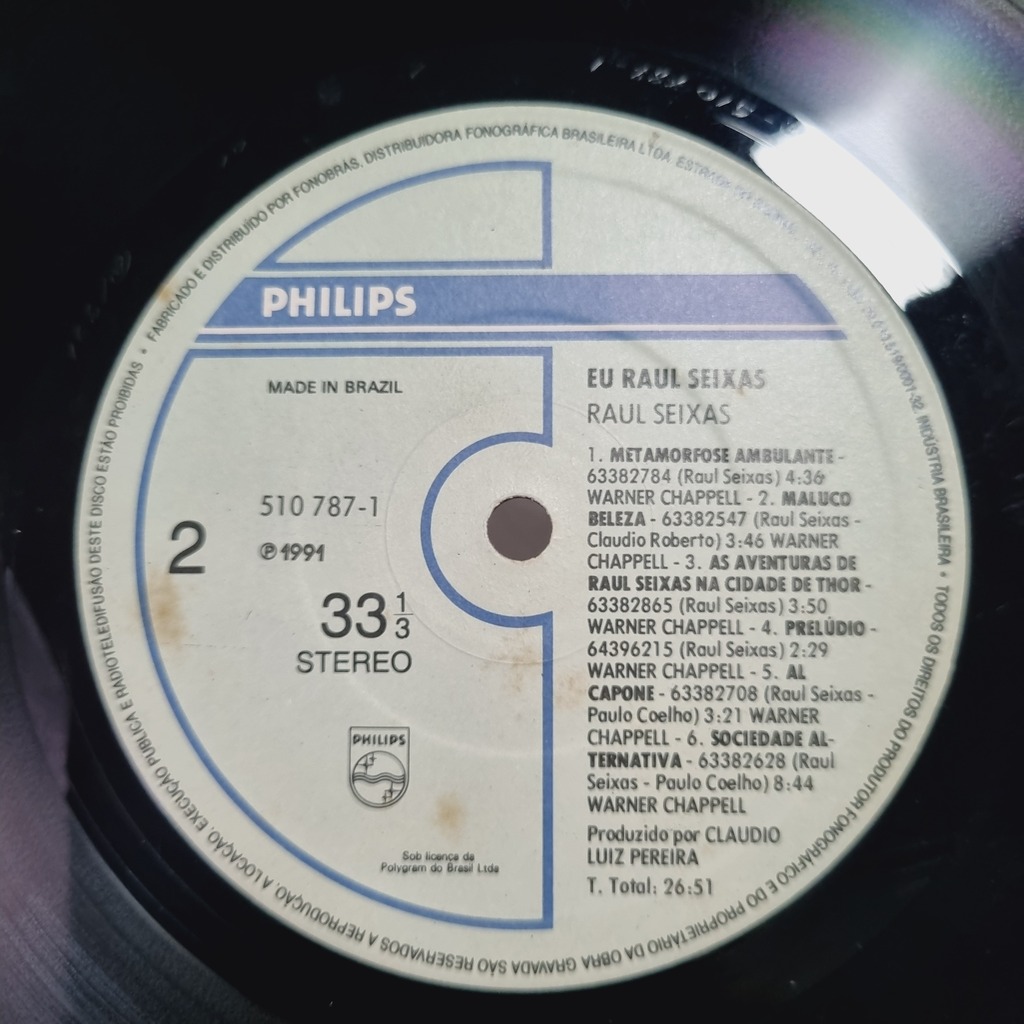 FABRICADO E DISTRIBUÍDO POR FONOBRÁS. DISTRIBUIDORA FONOGRÁFICA BRASILEIRA LTDA. ESTRADA
INDÚSTRIA BRASILEIRA • TODOS OS DIREITOS DO PRODUTOR FONOGRÁFICO E DO PROPRIETÁRIO DA OBRA GRAVADA SÃO RESERVADOS A REPRODUÇÃO, A LOCAÇÃO, EXECUÇÃO PUBLICA E RADIOTELEDIFUSÃO DESTE DISCO ESTÃO PROIBIDAS •
PHILIPS
MADE IN BRAZIL
510 787-1
2
℗ 1991
33 1/3
STEREO
PHILIPS
Sob licenca da
Polygram do Brasil Ltda
EU RAUL SEIXAS
RAUL SEIXAS
1. METAMORFOSE AMBULANTE -
63382784 (Raul Seixas) 4:36
WARNER CHAPPELL - 2. MALUCO
BELEZA - 63382547 (Raul Seixas -
Claudio Roberto) 3:46 WARNER
CHAPPELL - 3. AS AVENTURAS DE
RAUL SEIXAS NA CIDADE DE THOR -
63382865 (Raul Seixas) 3:50
WARNER CHAPPELL - 4. PRELÚDIO -
64396215 (Raul Seixas) 2:29
WARNER CHAPPELL - 5. AL
CAPONE - 63382708 (Raul Seixas -
Paulo Coelho) 3:21 WARNER
CHAPPELL - 6. SOCIEDADE AL-
TERNATIVA - 63382628 (Raul
Seixas - Paulo Coelho) 8:44
WARNER CHAPPELL
Produzido por CLAUDIO
LUIZ PEREIRA
T. Total: 26:51